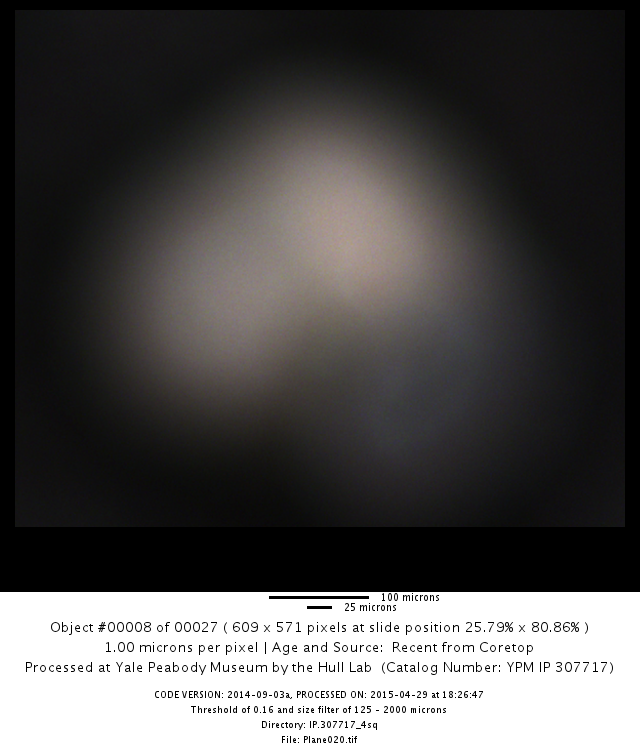 100 microns
25 microns
Object #00008 of 00027 ( 609 x 571 pixels at slide position 25.79% x 80.86% )
1.00 microns per pixel | Age and Source:  Recent from Coretop
Processed at Yale Peabody Museum by the Hull Lab  (Catalog Number: YPM IP 307717)
CODE VERSION: 2014-09-03a, PROCESSED ON: 2015-04-29 at 18:26:47
Threshold of 0.16 and size filter of 125 - 2000 microns
Directory: IP.307717_4sq
File: Plane020.tif